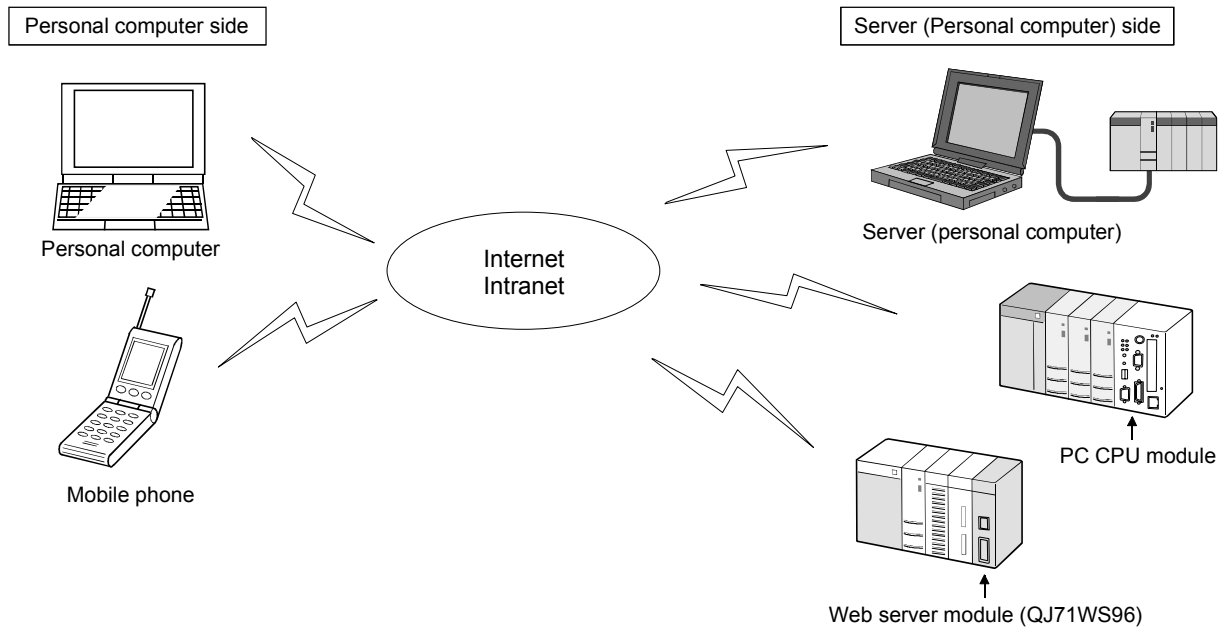 Personal computer side
Server (Personal computer) side
Personal computer
Server (personal computer)
Internet
Intranet
Mobile phone
PC CPU module
Web server module (QJ71WS96)